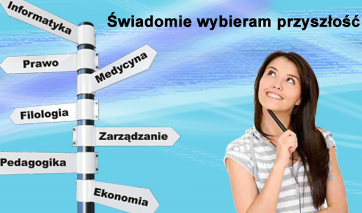 Świadomie wybieram przyszłość
Informatyka
Prawo
Medycyna
Filologia
Zarządzanie
Pedagogika
Ekonomia